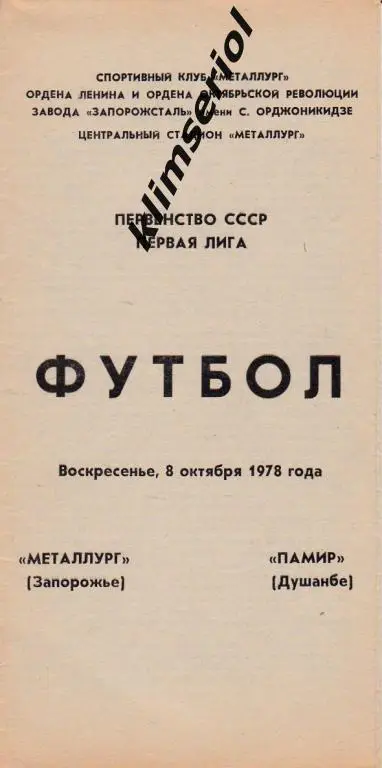 СПОРТИВНЫЙ КЛУБ «МЕТАЛЛУРГ»
ОРДЕНА ЛЕНИНА И ОРДЕНА ОКТЯБРЬСКОЙ РЕВОЛЮЦИИ
ЗАВОДА «ЗАПОРОЖСТАЛЬ» имени С. ОРДЖОНИКИДЗЕ
ЦЕНТРАЛЬНЫЙ СТАДИОН «МЕТАЛЛУРГ»
klimseriol
ПЕРВЕНСТВО СССР
ПЕРВАЯ ЛИГА
ФУТБОЛ
Воскресенье, 8 октября 1978 года
«МЕТАЛЛУРГ» «ПАМИР»
(Запорожье) (Душанбе)